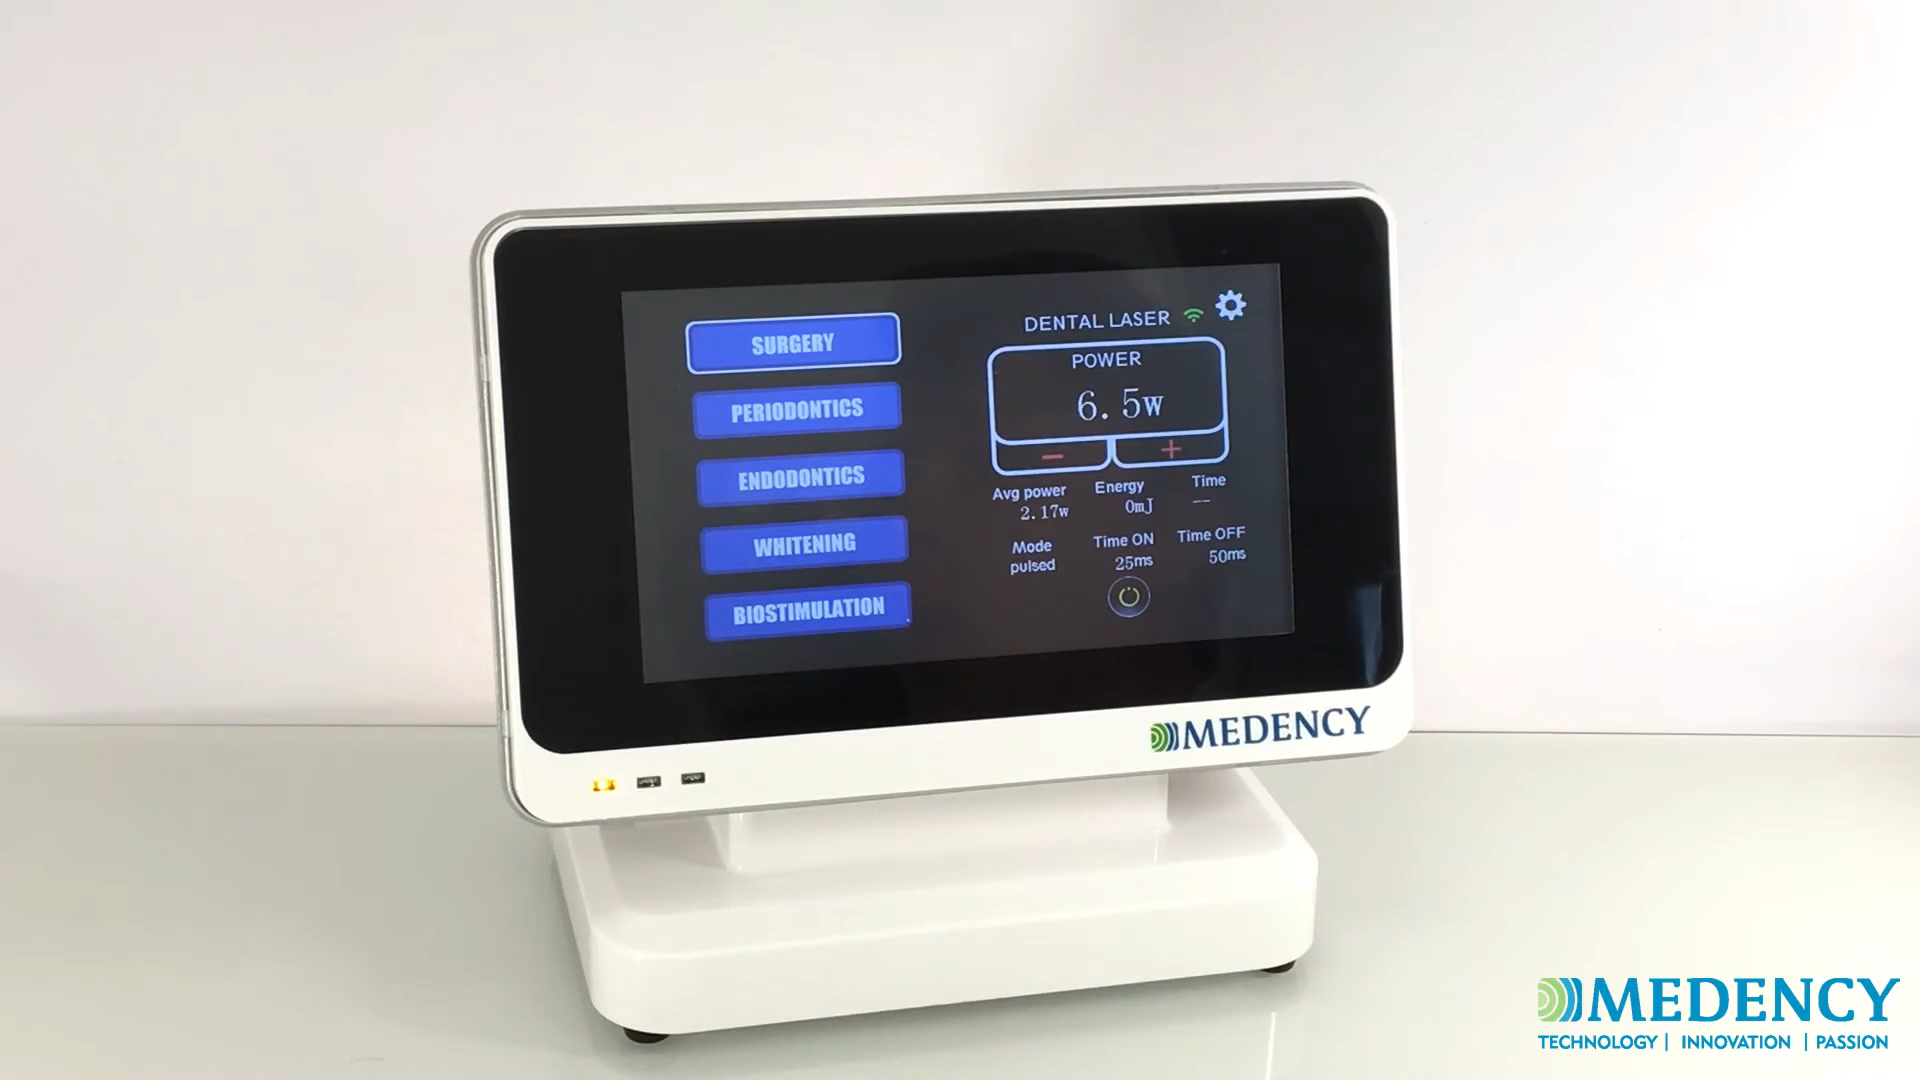 SURGERY
PERIODONTICS
ENDODONTICS
WHITENING
BIOSTIMULATION
DENTAL LASER
POWER
6.5w
− +
Avg power Energy Time
2.17w 0mJ --
Mode Time ON Time OFF
pulsed 25ms 50ms
MEDENCY
MEDENCY
TECHNOLOGY | INNOVATION | PASSION